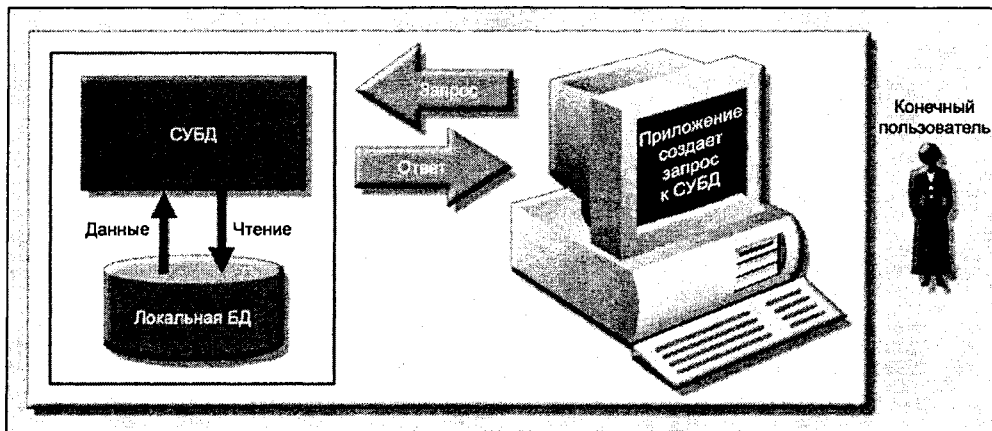 СУБД
Данные
Чтение
Локальная БД
Запрос
Ответ
Приложение
создает
запрос
к СУБД
Конечный
пользователь